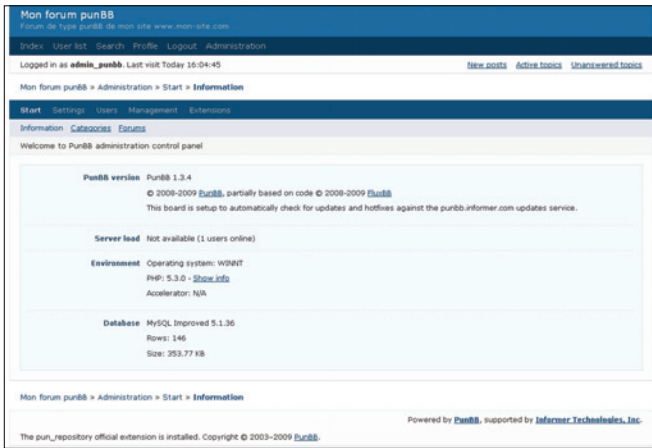 Mon forum punBB
Forum de type punBB de mon site www.mon-site.com
Index User list Search Profile Logout Administration
Logged in as admin_punbb. Last visit Today 16:04:45 New posts Active topics Unanswered topics
Mon forum punBB » Administration » Start » Information
Start Settings Users Management Extensions
Information Categories Forums
Welcome to PunBB administration control panel
PunBB version PunBB 1.3.4
© 2008-2009 PunBB, partially based on code © 2008-2009 FluxBB
This board is setup to automatically check for updates and hotfixes against the punbb.informer.com updates service.
Server load Not available (1 users online)
Environment Operating system: WINNT
PHP: 5.3.0 - Show info
Accelerator: N/A
Database MySQL Improved 5.1.36
Rows: 146
Size: 353.77 KB
Mon forum punBB » Administration » Start » Information
Powered by PunBB, supported by Informer Technologies, Inc.
The pun_repository official extension is installed. Copyright © 2003–2009 PunBB.